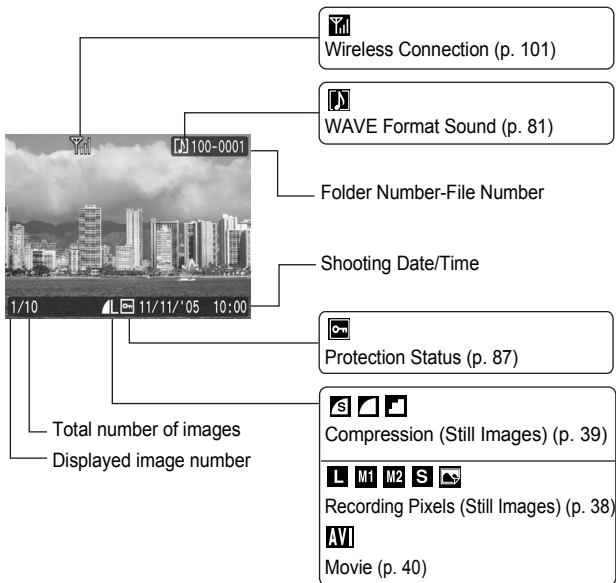 Wireless Connection (p. 101)
WAVE Format Sound (p. 81)
100-0001
Folder Number-File Number
Shooting Date/Time
1/10 L 11/11/'05 10:00
Protection Status (p. 87)
S
Compression (Still Images) (p. 39)
Total number of images
Displayed image number
L M1 M2 S
Recording Pixels (Still Images) (p. 38)
AVI
Movie (p. 40)